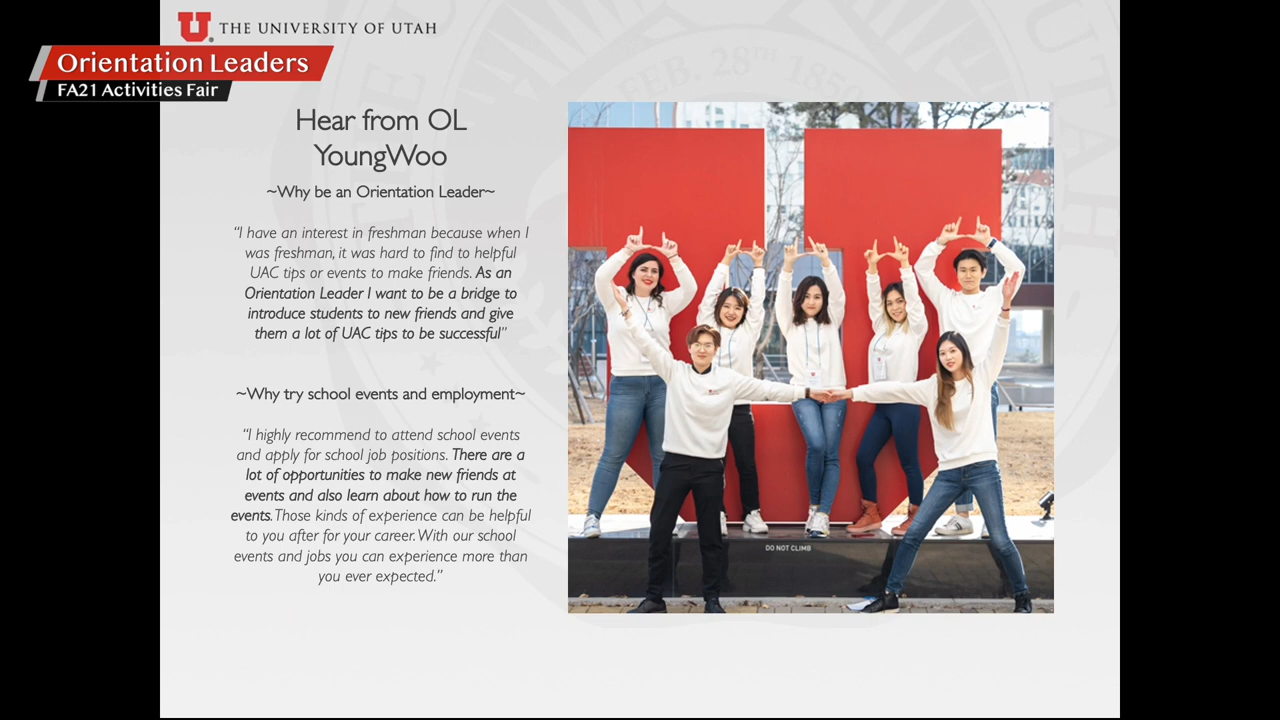 THE UNIVERSITY OF UTAH
Orientation Leaders
FA21 Activities Fair
Hear from OL
YoungWoo
~Why be an Orientation Leader~
“I have an interest in freshman because when I
was freshman, it was hard to find to helpful
UAC tips or events to make friends. As an
Orientation Leader I want to be a bridge to
introduce students to new friends and give
them a lot of UAC tips to be successful”
~Why try school events and employment~
“I highly recommend to attend school events
and apply for school job positions. There are a
lot of opportunities to make new friends at
events and also learn about how to run the
events. Those kinds of experience can be helpful
to you after for your career. With our school
events and jobs you can experience more than
you ever expected.”
FEB. 28TH 1850
UTAH
DO NOT CLIMB